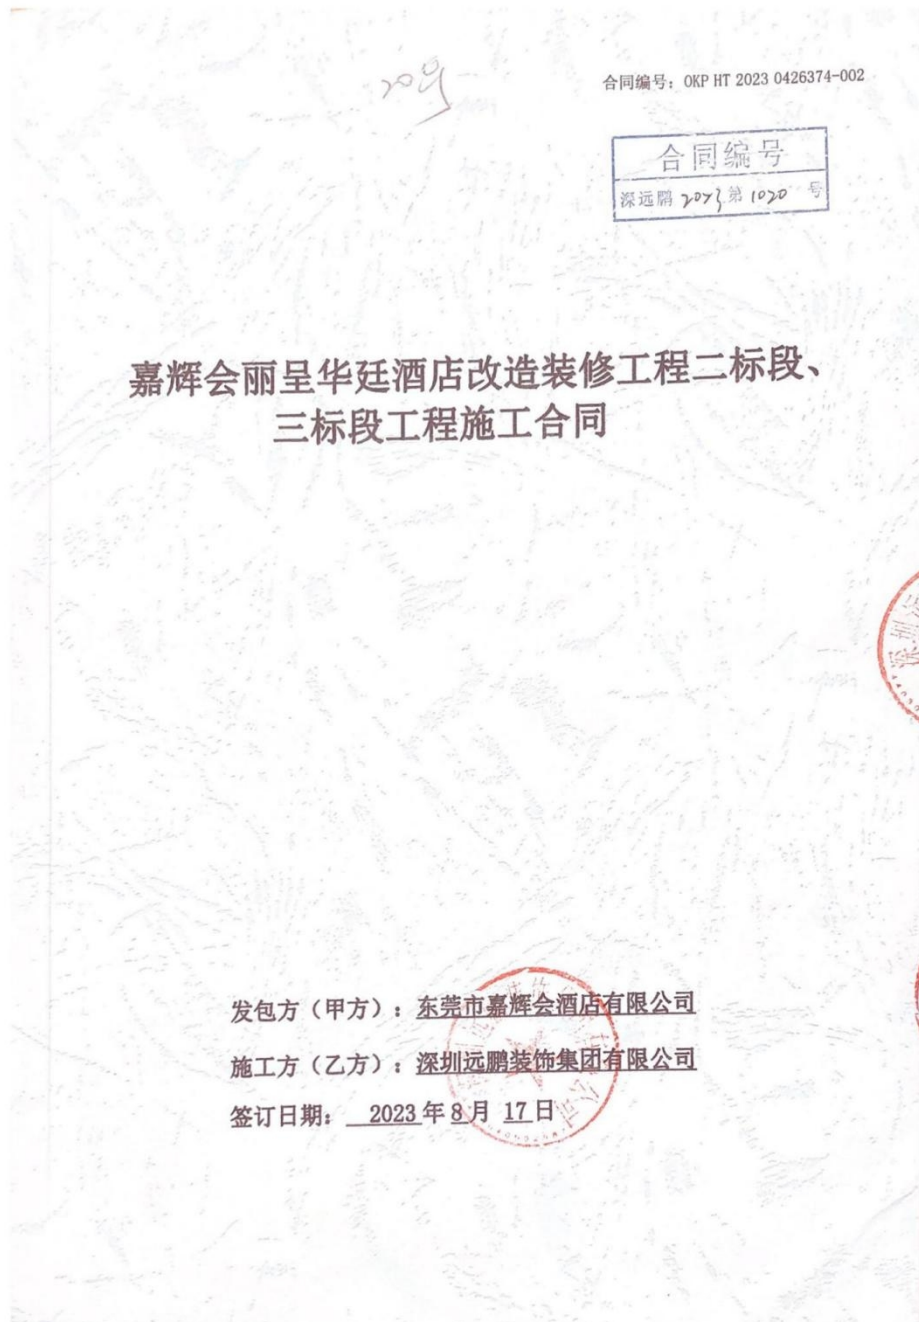 合同编号：OKP HT 2023 0426374-002
合同编号
深远鹏 2023 第 1020 号
嘉辉会丽呈华廷酒店改造装修工程二标段、
三标段工程施工合同
发包方（甲方）：东莞市嘉辉会酒店有限公司
施工方（乙方）：深圳远鹏装饰集团有限公司
签订日期： 2023 年 8 月 17 日